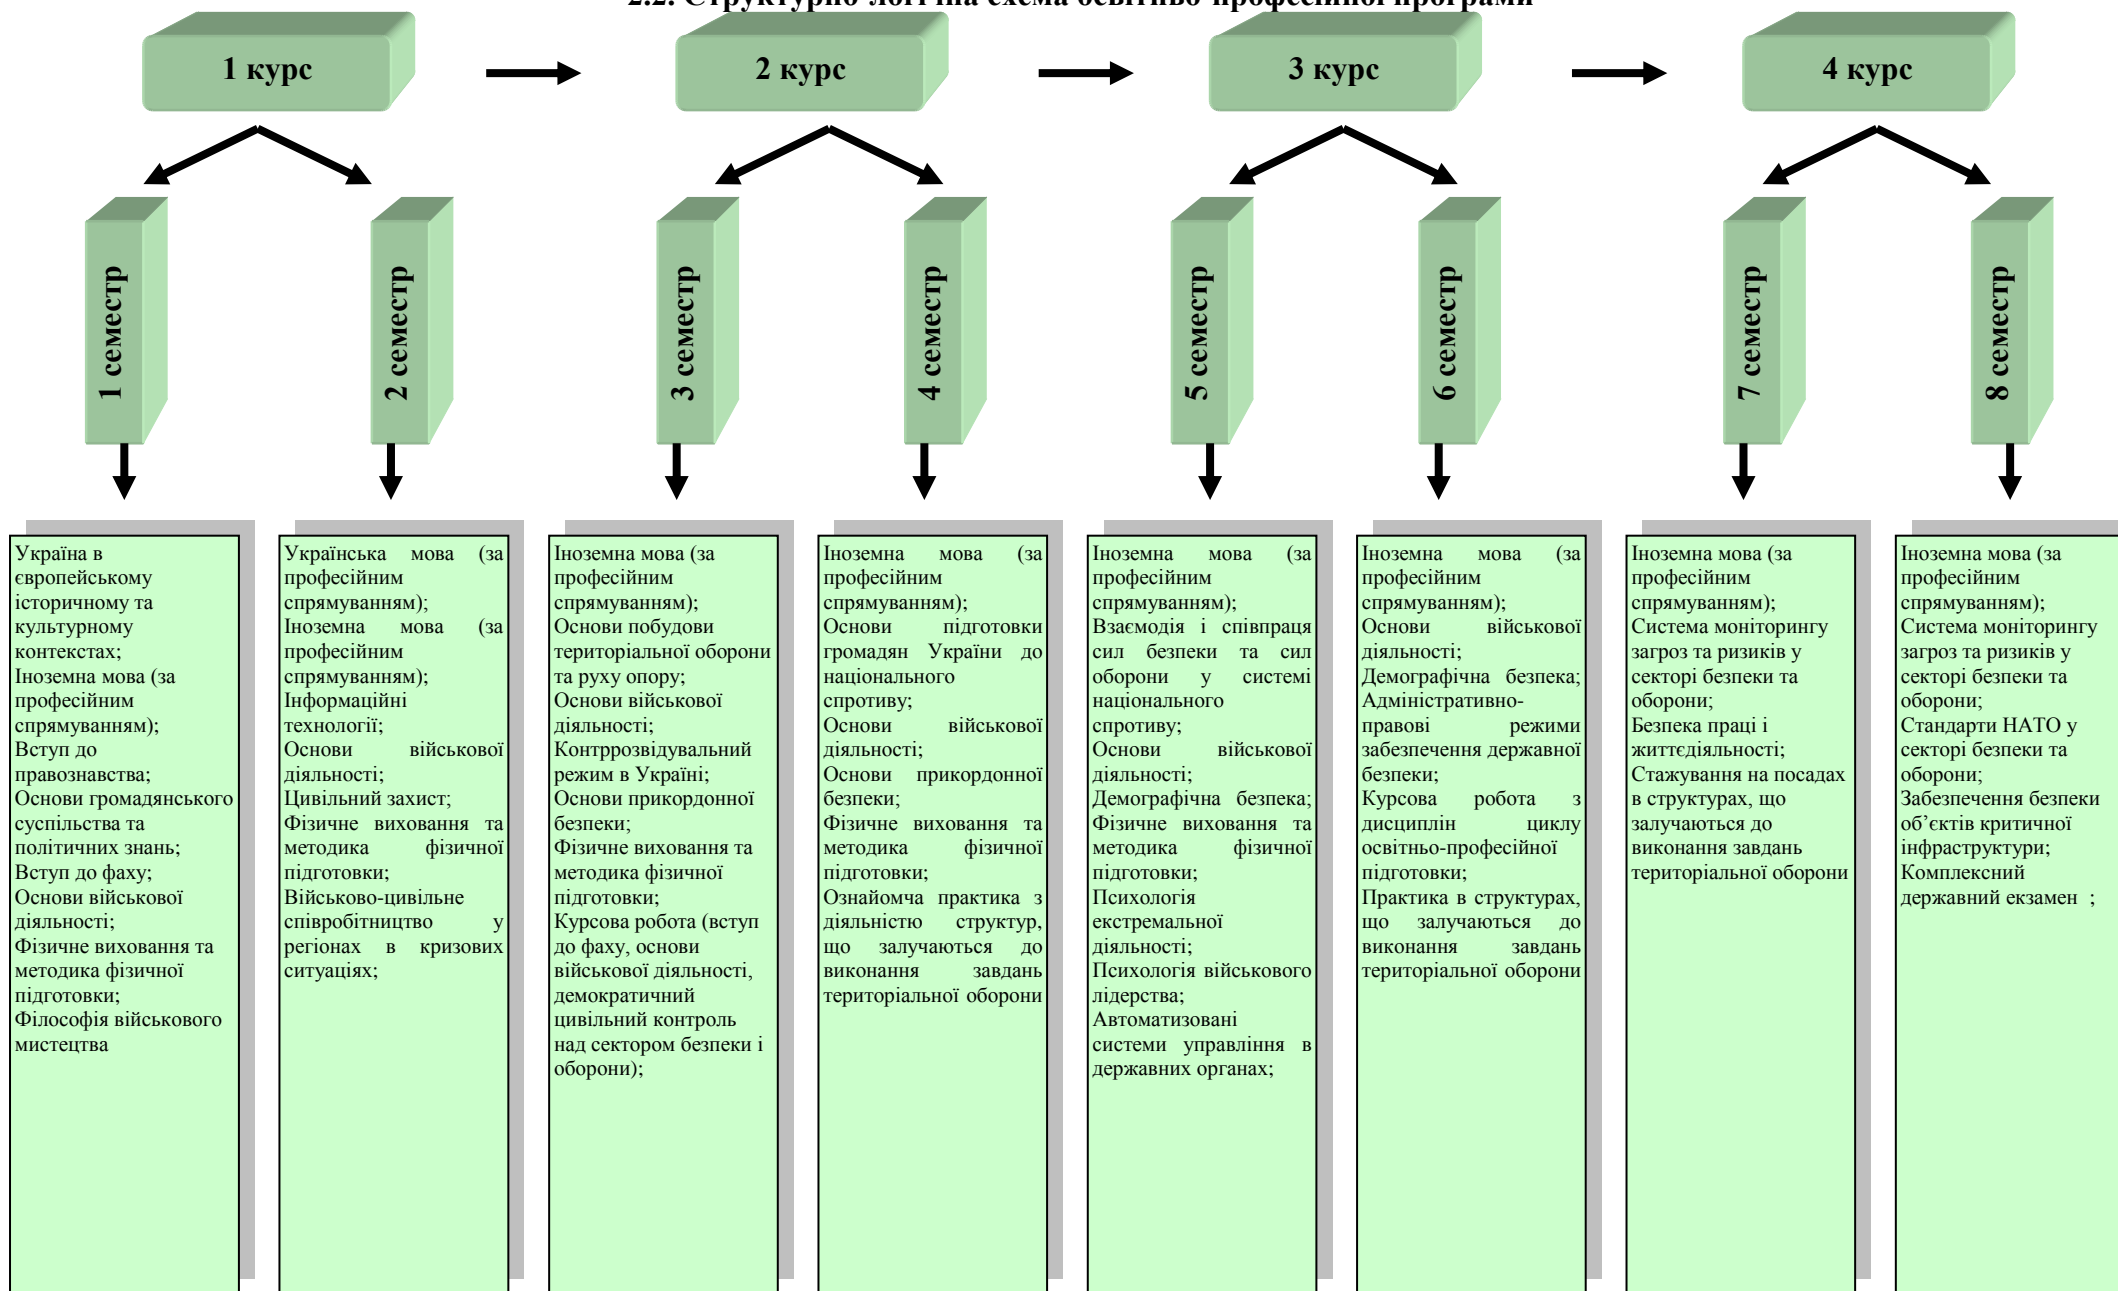 2.2. Структурно-логічна схема освітньо-професійної програми
1 курс
2 курс
3 курс
4 курс
1 семестр
2 семестр
3 семестр
4 семестр
5 семестр
6 семестр
7 семестр
8 семестр
Україна в
європейському
історичному та
культурному
контекстах;
Іноземна мова (за
професійним
спрямуванням);
Вступ до
правознавства;
Основи громадянського
суспільства та
політичних знань;
Вступ до фаху;
Основи військової
діяльності;
Фізичне виховання та
методика фізичної
підготовки;
Філософія військового
мистецтва
Українська мова (за
професійним
спрямуванням);
Іноземна мова (за
професійним
спрямуванням);
Інформаційні
технології;
Основи військової
діяльності;
Цивільний захист;
Фізичне виховання та
методика фізичної
підготовки;
Військово-цивільне
співробітництво у
регіонах в кризових
ситуаціях;
Іноземна мова (за
професійним
спрямуванням);
Основи побудови
територіальної оборони
та руху опору;
Основи військової
діяльності;
Контррозвідувальний
режим в Україні;
Основи прикордонної
безпеки;
Фізичне виховання та
методика фізичної
підготовки;
Курсова робота (вступ
до фаху, основи
військової діяльності,
демократичний
цивільний контроль
над сектором безпеки і
оборони);
Іноземна мова (за
професійним
спрямуванням);
Основи підготовки
громадян України до
національного
спротиву;
Основи військової
діяльності;
Основи прикордонної
безпеки;
Фізичне виховання та
методика фізичної
підготовки;
Ознайомча практика з
діяльністю структур,
що залучаються до
виконання завдань
територіальної оборони
Іноземна мова (за
професійним
спрямуванням);
Взаємодія і співпраця
сил безпеки та сил
оборони у системі
національного
спротиву;
Основи військової
діяльності;
Демографічна безпека;
Фізичне виховання та
методика фізичної
підготовки;
Психологія
екстремальної
діяльності;
Психологія військового
лідерства;
Автоматизовані
системи управління в
державних органах;
Іноземна мова (за
професійним
спрямуванням);
Основи військової
діяльності;
Демографічна безпека;
Адміністративно-
правові режими
забезпечення державної
безпеки;
Курсова робота з
дисциплін циклу
освітньо-професійної
підготовки;
Практика в структурах,
що залучаються до
виконання завдань
територіальної оборони
Іноземна мова (за
професійним
спрямуванням);
Система моніторингу
загроз та ризиків у
секторі безпеки та
оборони;
Безпека праці і
життєдіяльності;
Стажування на посадах
в структурах, що
залучаються до
виконання завдань
територіальної оборони
Іноземна мова (за
професійним
спрямуванням);
Система моніторингу
загроз та ризиків у
секторі безпеки та
оборони;
Стандарти НАТО у
секторі безпеки та
оборони;
Забезпечення безпеки
об’єктів критичної
інфраструктури;
Комплексний
державний екзамен ;